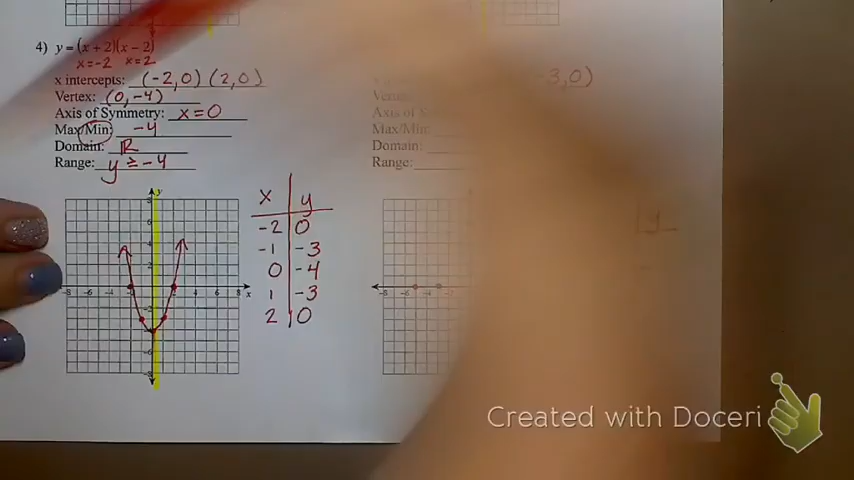 4) y = (x + 2)(x − 2)
x=-2 x=2
x intercepts: (-2,0) (2,0)
Vertex: (0,-4)
Axis of Symmetry: x=0
Max/Min: -4
Domain: ℝ
Range: y ≥ -4
x y
-2 0
-1 -3
0 -4
1 -3
2 0
-3,0)
Axis of
Max/Min:
Domain:
Range:
y
Created with Doceri